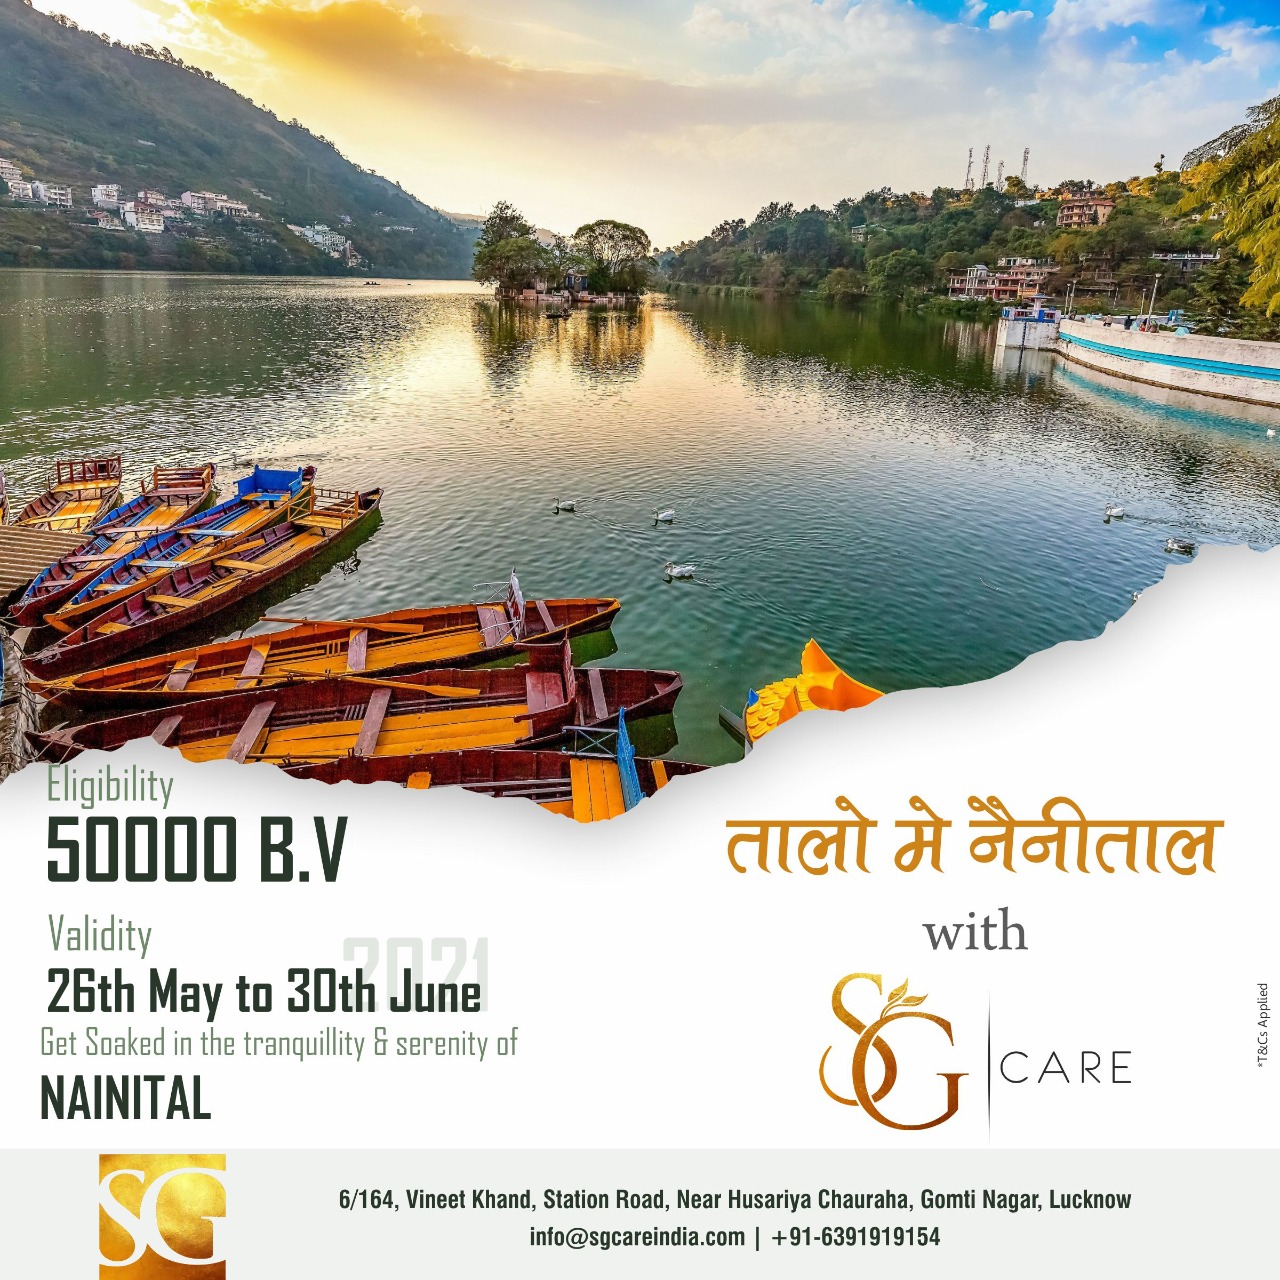 Eligibility
50000 B.V
Validity
2021
26th May to 30th June
Get Soaked in the tranquillity & serenity of
NAINITAL
तालो मे नैनीताल
with
SG CARE
*T&Cs Applied
SG
6/164, Vineet Khand, Station Road, Near Husariya Chauraha, Gomti Nagar, Lucknow
info@sgcareindia.com | +91-6391919154